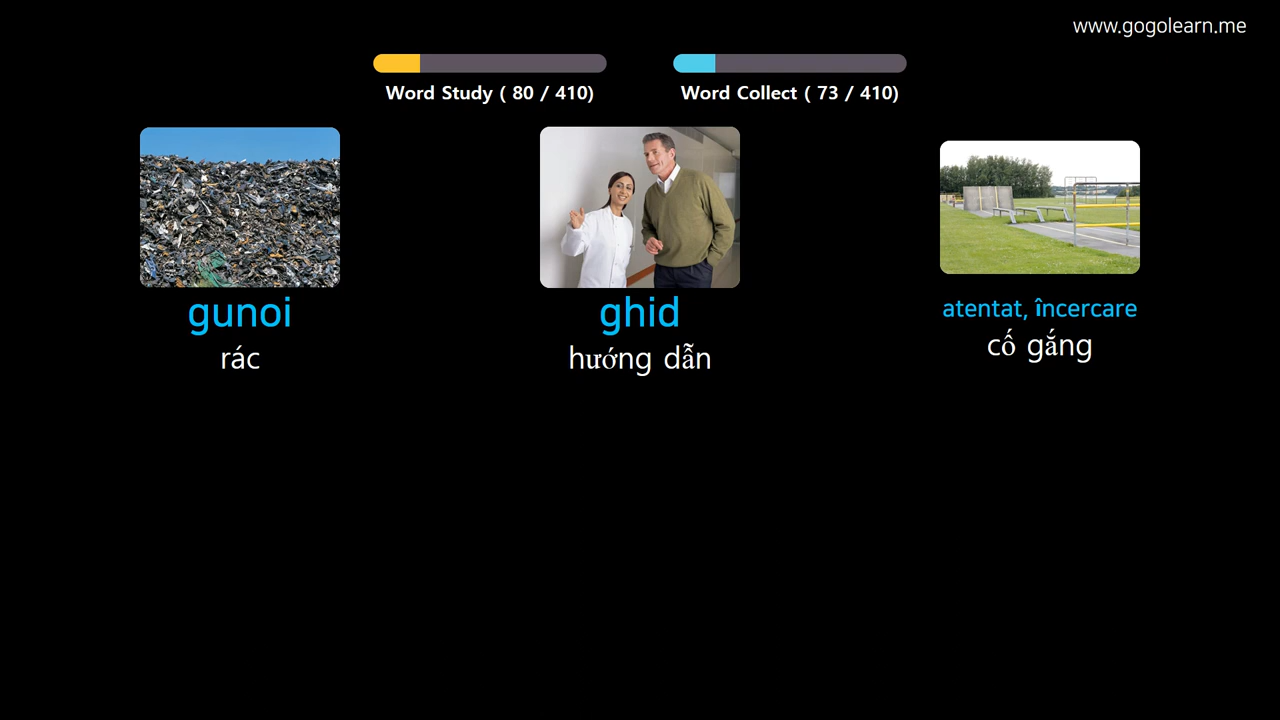 www.gogolearn.me
Word Study ( 80 / 410)
Word Collect ( 73 / 410)
gunoi
rác
ghid
hướng dẫn
atentat, încercare
cố gắng